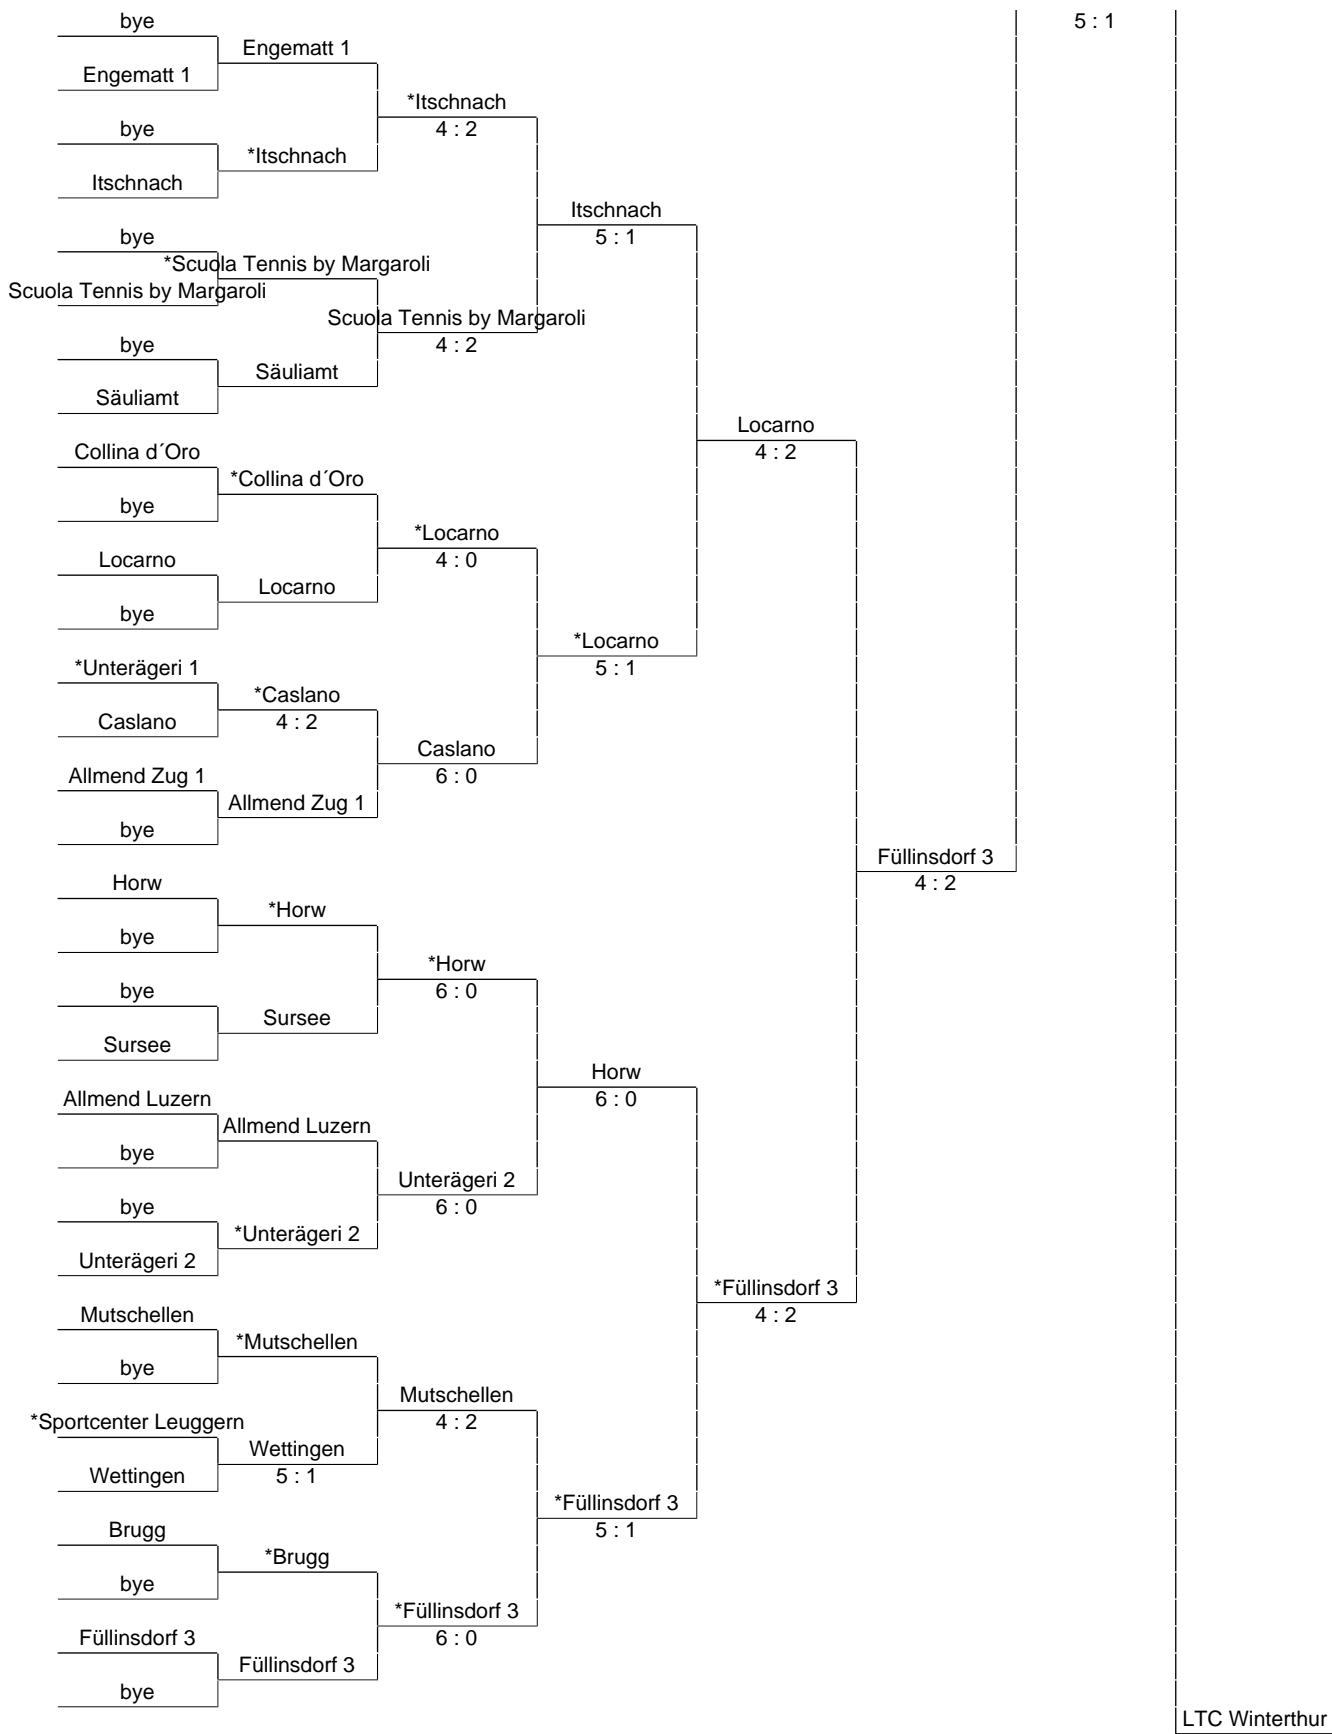 bye
5 : 1
Engematt 1
Engematt 1
*Itschnach
4 : 2
bye
*Itschnach
Itschnach
Itschnach
5 : 1
bye
*Scuola Tennis by Margaroli
Scuola Tennis by Margaroli
Scuola Tennis by Margaroli
4 : 2
bye
Säuliamt
Säuliamt
Locarno
4 : 2
Collina d´Oro
*Collina d´Oro
bye
*Locarno
4 : 0
Locarno
Locarno
bye
*Locarno
5 : 1
*Unterägeri 1
*Caslano
4 : 2
Caslano
Caslano
6 : 0
Allmend Zug 1
Allmend Zug 1
bye
Füllinsdorf 3
4 : 2
Horw
*Horw
bye
*Horw
6 : 0
bye
Sursee
Sursee
Horw
6 : 0
Allmend Luzern
Allmend Luzern
bye
Unterägeri 2
6 : 0
bye
*Unterägeri 2
Unterägeri 2
*Füllinsdorf 3
4 : 2
Mutschellen
*Mutschellen
bye
Mutschellen
4 : 2
*Sportcenter Leuggern
Wettingen
5 : 1
Wettingen
*Füllinsdorf 3
5 : 1
Brugg
*Brugg
bye
*Füllinsdorf 3
6 : 0
Füllinsdorf 3
Füllinsdorf 3
bye
LTC Winterthur